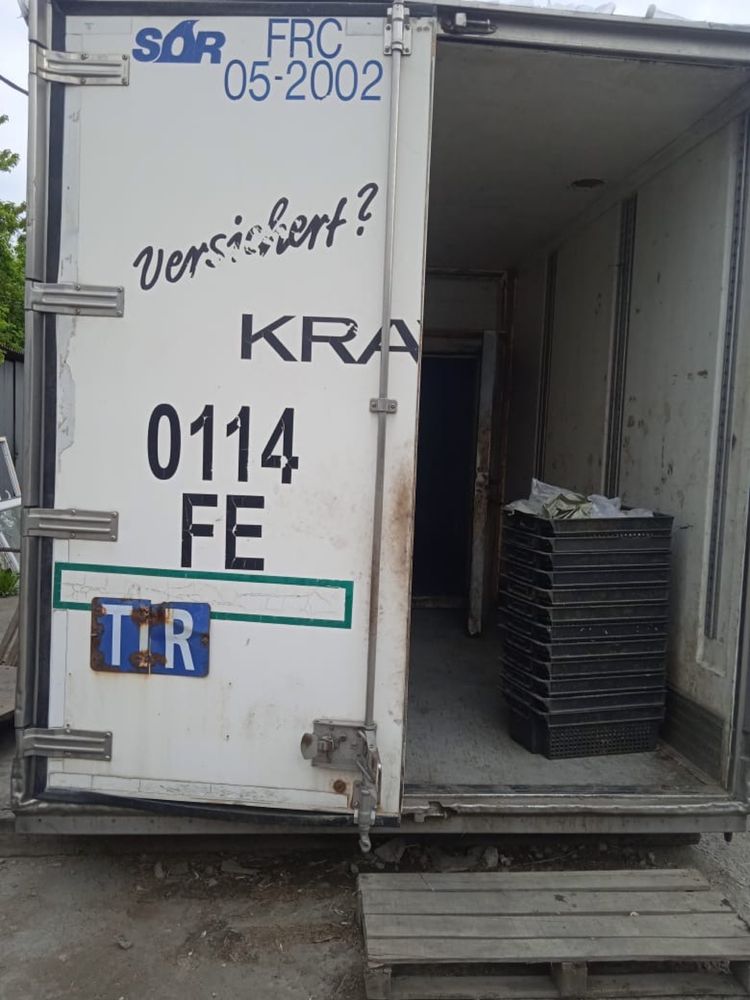 SOR FRC
05-2002
versichert?
KRA
0114
FE
TIR